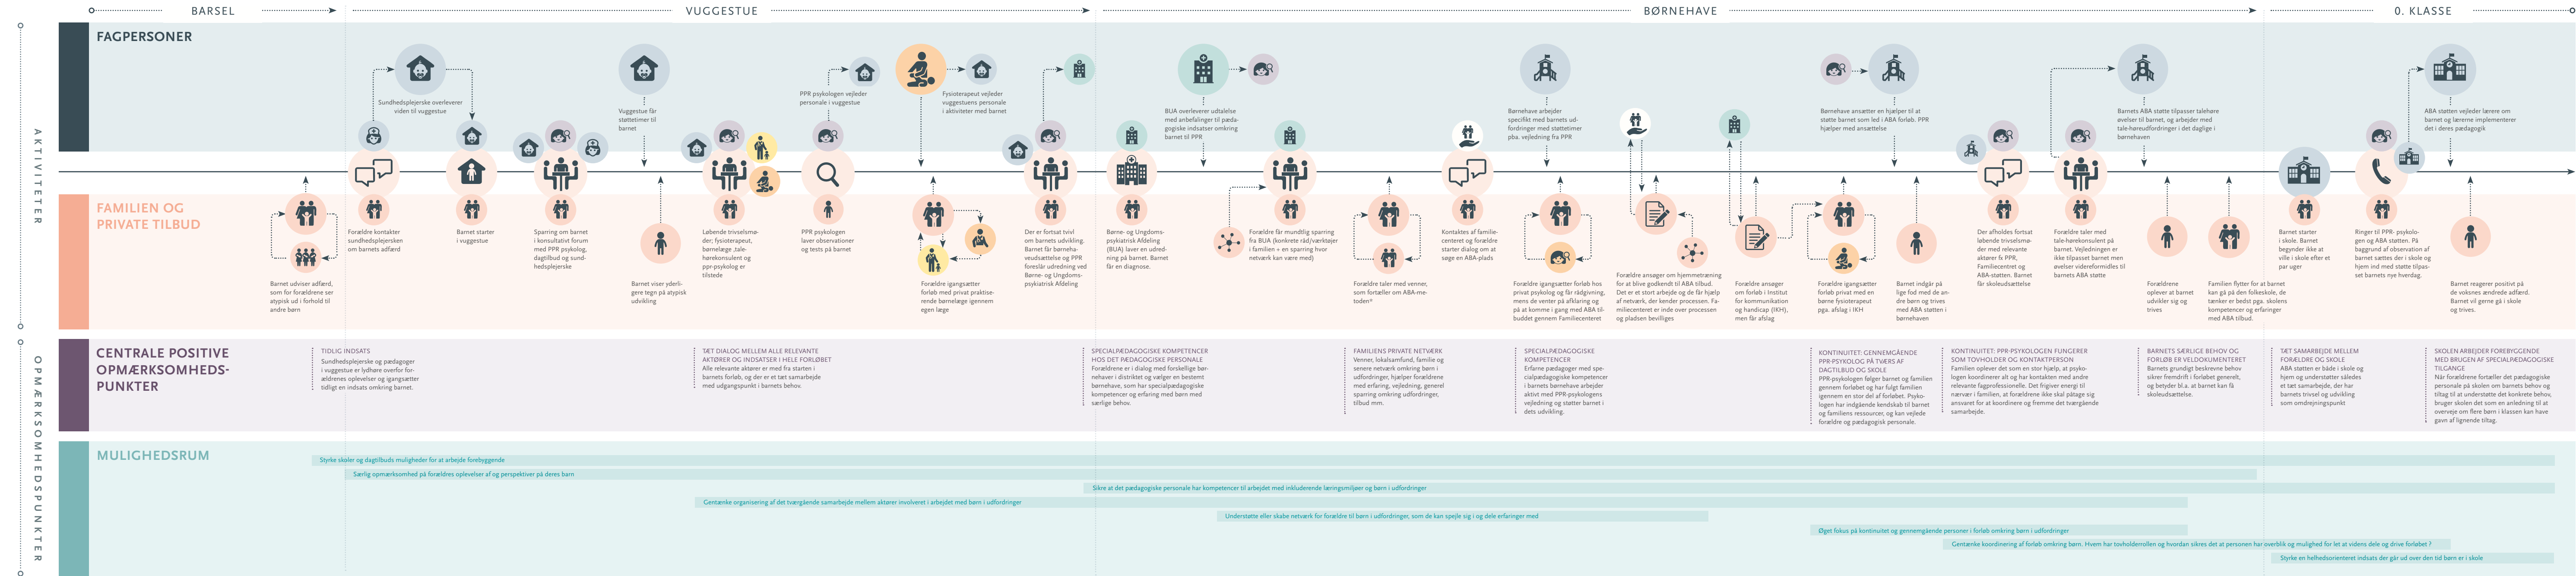 BARSEL
VUGGESTUE
BØRNEHAVE
0. KLASSE
AKTIVITETER
FAGPERSONER
Sundhedsplejerske overleverer
viden til vuggestue
Vuggestue får
støttetimer til
barnet
PPR psykologen vejleder
personale i vuggestue
Fysioterapeut vejleder
vuggestuens personale
i aktiviteter med barnet
BUA overleverer udtalelse
med anbefalinger til pæda-
gogiske indsatser omkring
barnet til PPR
Børnehave arbejder
specifikt med barnets ud-
fordringer med støttetimer
pba. vejledning fra PPR
Børnehave ansætter en hjælper til at
støtte barnet som led i ABA forløb. PPR
hjælper med ansættelse
Barnets ABA støtte tilpasser talehøre
øvelser til barnet, og arbejder med
tale-høreudfordringer i det daglige i
børnehaven
ABA støtten vejleder lærere om
barnet og lærerne implementerer
det i deres pædagogik
FAMILIEN OG
PRIVATE TILBUD
Barnet udviser adfærd,
som for forældrene ser
atypisk ud i forhold til
andre børn
Forældre kontakter
sundhedsplejersken
om barnets adfærd
Barnet starter
i vuggestue
Sparing om barnet
i konsultativt forum
med PPR psykolog,
dagtilbud og sund-
hedsplejerske
Barnet viser yderli-
gere tegn på atypisk
udvikling
Løbende trivselsmø-
der; fysioterapeut,
børnelæge ,tale-
hørekonsulent og
ppr-psykolog er
tilstede
PPR psykologen
laver observationer
og tests på barnet
Forældre igangsætter
forløb med privat praktise-
rende børnelæge igennem
egen læge
Der er fortsat tvivl
om barnets udvikling.
Barnet får børneha-
veudsættelse og PPR
foreslår udredning ved
Børne- og Ungdoms-
psykiatrisk Afdeling
Børne- og Ungdoms-
psykiatrisk Afdeling
(BUA) laver en udred-
ning på barnet. Barnet
får en diagnose.
Forældre får mundtlig sparing
fra BUA (konkrete råd/værktøjer
i familien + en sparing hvor
netværk kan være med)
Forældre taler med venner,
som fortæller om ABA-me-
toden*
Kontaktes af familie-
centeret og forældre
starter dialog om at
søge en ABA-plads
Forældre igangsætter forløb hos
privat psykolog og får rådgivning,
mens de venter på afklaring og
på at komme i gang med ABA til-
buddet gennem Familiecenteret
Forældre ansøger om hjemmetræning
for at blive godkendt til ABA tilbud.
Det er et stort arbejde og de får hjælp
af netværk, der kender processen. Fa-
miliecenteret er inde over processen
og pladsen bevilliges
Forældre ansøger
om forløb i Institut
for kommunikation
og handicap (IKH),
men får afslag
Forældre igangsætter
forløb privat med en
børne fysioterapeut
pga. afslag i IKH
Barnet indgår på
lige fod med de an-
dre børn og trives
med ABA støtten i
børnehaven
Der afholdes fortsat
løbende trivselsmø-
der med relevante
aktører fx PPR,
Familiecentret og
ABA-støtten. Barnet
får skoleudsættelse
Forældre taler med
tale-hørekonsulent på
barnet. Vejledningen er
ikke tilpasset barnet men
øvelser videreformidles til
barnets ABA støtte
Forældrene
oplever at barnet
udvikler sig og
trives
Familien flytter for at barnet
kan gå på den folkeskole, de
tænker er bedst pga. skolens
kompetencer og erfaringer
med ABA tilbud.
Barnet starter
i skole. Barnet
begynder ikke at
ville i skole efter et
par uger
Ringer til PPR- psykolo-
gen og ABA støtten. På
baggrund af observation af
barnet sættes der i skole og
hjem ind med støtte tilpas-
set barnets nye hverdag.
Barnet reagerer positivt på
de voksnes ændrede adfærd.
Barnet vil gerne gå i skole
og trives.
OPMÆRKSOMHEDSPUNKTER
CENTRALE POSITIVE
OPMÆRKSOMHEDS-
PUNKTER
TIDLIG INDSATS
Sundhedsplejerske og pædagoger
i vuggestue er lydhøre overfor for-
ældrenes oplevelser og igangsætter
tidligt en indsats omkring barnet.
TÆT DIALOG MELLEM ALLE RELEVANTE
AKTØRER OG INDSATSER I HELE FORLØBET
Alle relevante aktører er med fra starten i
barnets forløb, og der er et tæt samarbejde
med udgangspunkt i barnets behov.
SPECIALPÆDAGOGISKE KOMPETENCER
HOS DET PÆDAGOGISKE PERSONALE
Forældrene er i dialog med forskellige bør-
nehaver i distriktet og vælger en bestemt
børnehave, som har specialpædagogiske
kompetencer og erfaring med børn med
særlige behov.
FAMILIENS PRIVATE NETVÆRK
Venner, lokalsamfund, familie og
senere netværk omkring børn i
udfordringer, hjælper forældrene
med erfaring, vejledning, generel
sparring omkring udfordringer,
tilbud mm.
SPECIALPÆDAGOGISKE
KOMPETENCER
Erfarne pædagoger med spe-
cialpædagogiske kompetencer
i barnets børnehave arbejder
aktivt med PPR-psykologens
vejledning og støtter barnet i
dets udvikling.
KONTINUITET: GENNEMGÅENDE
PPR-PSYKOLOG PÅ TVÆRS AF
DAGTILBUD OG SKOLE
PPR-psykologen følger barnet og familien
gennem forløbet og har fulgt familien
igennem en stor del af forløbet. Psyko-
logen har indgående kendskab til barnet
og familiens ressourcer, og kan vejlede
forældre og pædagogisk personale.
KONTINUITET: PPR-PSYKOLOGEN FUNGERER
SOM TOVHOLDER OG KONTAKTPERSON
Familien oplever det som en stor hjælp, at psyko-
logen koordinerer alt og har kontakten med andre
relevante fagprofessionelle. Det frigiver energi til
nærvær i familien, at forældrene ikke skal påtage sig
ansvaret for at koordinere og fremme det tværgående
samarbejde.
BARNETS SÆRLIGE BEHOV OG
FORLØB ER VELDOKUMENTERET
Barnets grundigt beskrevne behov
sikrer fremdrift i forløbet generelt,
og betyder bl.a. at barnet kan få
skoleudsættelse.
TÆT SAMARBEJDE MELLEM
FORÆLDRE OG SKOLE
ABA støtten er både i skole og
hjem og understøtter således
et tæt samarbejde, der har
barnets trivsel og udvikling
som omdrejningspunkt
SKOLEN ARBEJDER FOREBYGGENDE
MED BRUGEN AF SPECIALPÆDAGOGISKE
TILGANGE
Når forældrene fortæller det pædagogiske
personale på skolen om barnets behov og
tiltag til at understøtte det konkrete behov,
bruger skolen det som en anledning til at
overveje om flere børn i klassen kan have
gavn af lignende tiltag.
MULIGHEDSRUM
Styrke skoler og dagtilbuds muligheder for at arbejde forebyggende
Særlig opmærksomhed på forældres oplevelser af og perspektiver på deres barn
Sikre at det pædagogiske personale har kompetencer til arbejdet med inkluderende læringsmiljøer og børn i udfordringer
Gentænke organisering af det tværgående samarbejde mellem aktører involveret i arbejdet med børn i udfordringer
Understøtte eller skabe netværk for forældre til børn i udfordringer, som de kan spejle sig i og dele erfaringer med
Øget fokus på kontinuitet og gennemgående personer i forløb omkring børn i udfordringer
Gentænke koordinering af forløb omkring børn. Hvem har tovholderrollen og hvordan sikres det at personen har overblik og mulighed for let at videns dele og drive forløbet ?
Styrke en helhedsorienteret indsats der går ud over den tid børn er i skole